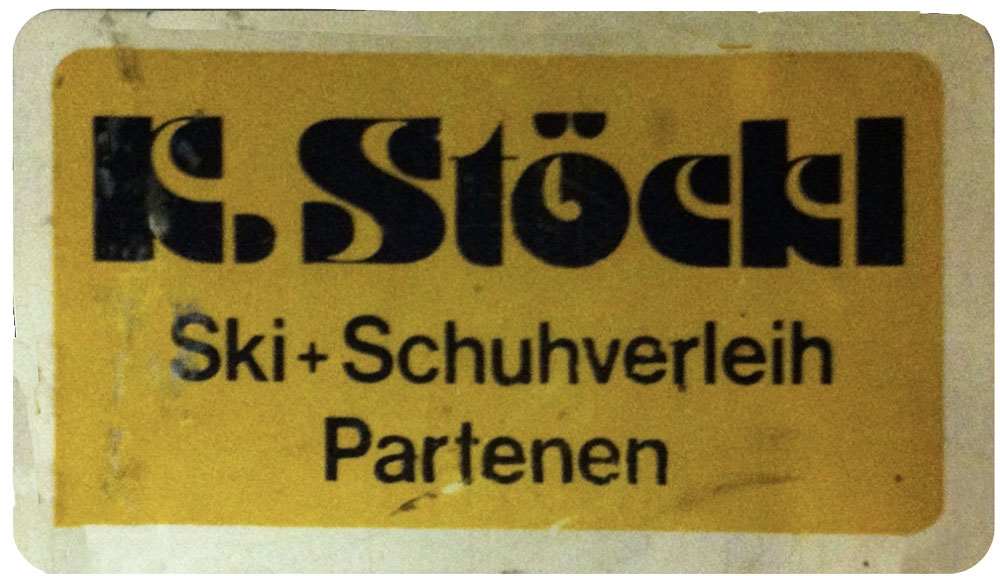 K. Stöckl
Ski + Schuhverleih
Partenen